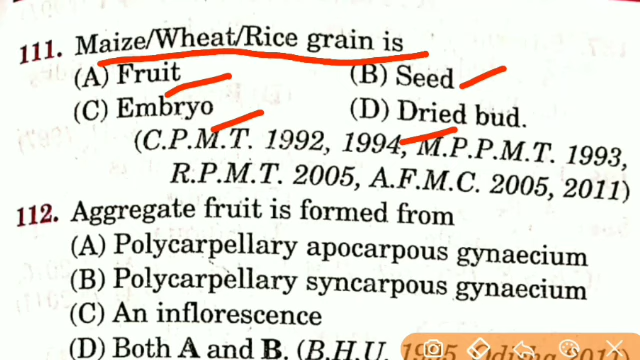 111. Maize/Wheat/Rice grain is
(A) Fruit (B) Seed
(C) Embryo (D) Dried bud.
(C.P.M.T. 1992, 1994, M.P.P.M.T. 1993,
R.P.M.T. 2005, A.F.M.C. 2005, 2011)
112. Aggregate fruit is formed from
(A) Polycarpellary apocarpous gynaecium
(B) Polycarpellary syncarpous gynaecium
(C) An inflorescence
(D) Both A and B. (B.H.U. 1995,